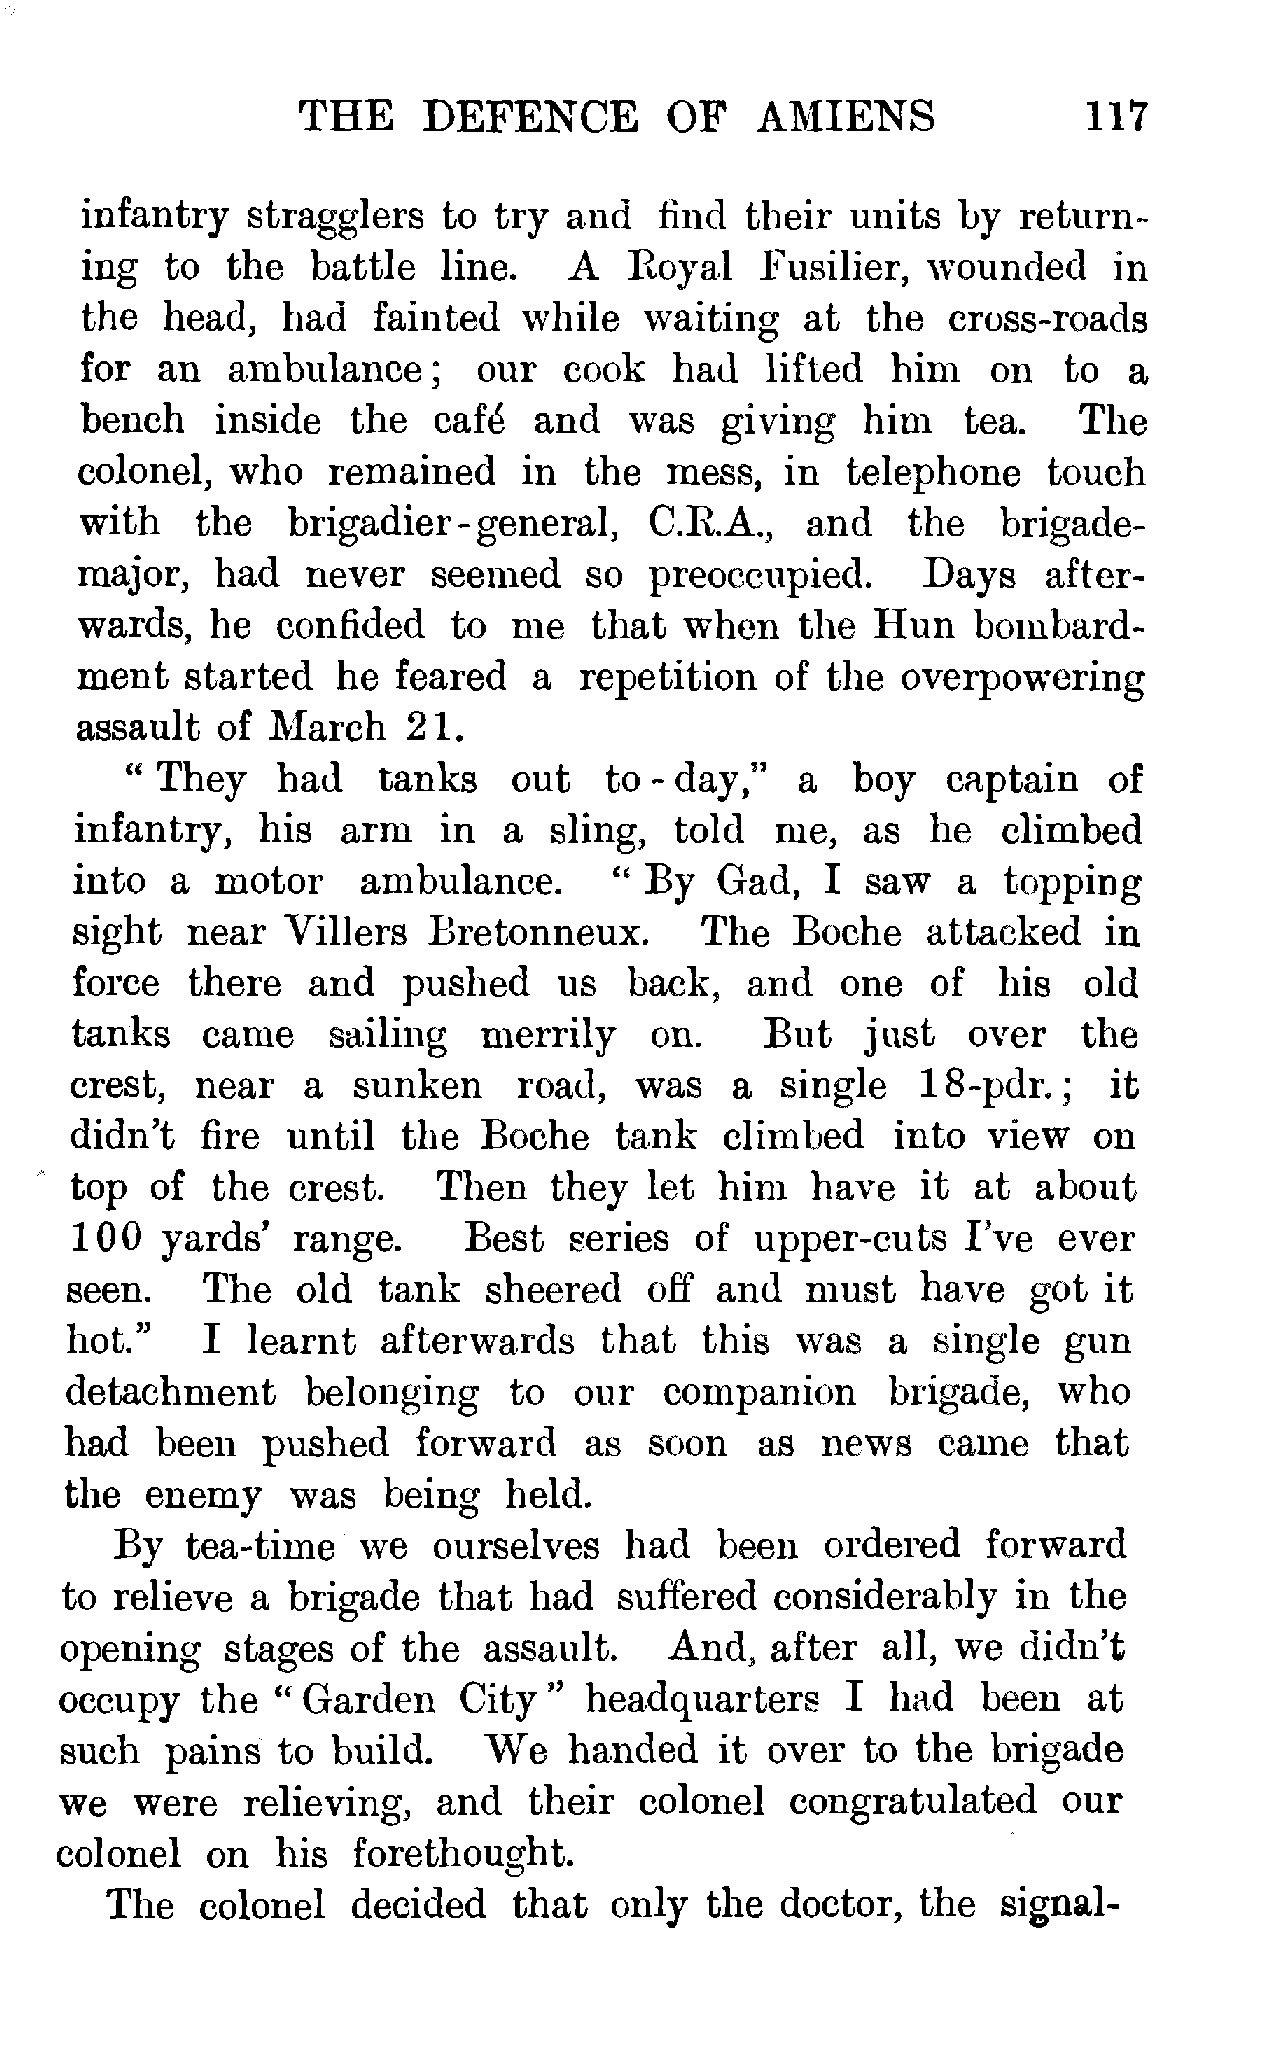 THE DEFENCE OF AMIENS 117
infantry stragglers to try and find their units by return-
ing to the battle line. A Royal Fusilier, wounded in
the head, had fainted while waiting at the cross-roads
for an ambulance; our cook had lifted him on to a
bench inside the café and was giving him tea. The
colonel, who remained in the mess, in telephone touch
with the brigadier-general, C.R.A., and the brigade-
major, had never seemed so preoccupied. Days after-
wards, he confided to me that when the Hun bombard-
ment started he feared a repetition of the overpowering
assault of March 21.
“They had tanks out to-day,” a boy captain of
infantry, his arm in a sling, told me, as he climbed
into a motor ambulance. “By Gad, I saw a topping
sight near Villers Bretonneux. The Boche attacked in
force there and pushed us back, and one of his old
tanks came sailing merrily on. But just over the
crest, near a sunken road, was a single 18-pdr.; it
didn't fire until the Boche tank climbed into view on
top of the crest. Then they let him have it at about
100 yards' range. Best series of upper-cuts I've ever
seen. The old tank sheered off and must have got it
hot.” I learnt afterwards that this was a single gun
detachment belonging to our companion brigade, who
had been pushed forward as soon as news came that
the enemy was being held.
By tea-time we ourselves had been ordered forward
to relieve a brigade that had suffered considerably in the
opening stages of the assault. And, after all, we didn't
occupy the “Garden City” headquarters I had been at
such pains to build. We handed it over to the brigade
we were relieving, and their colonel congratulated our
colonel on his forethought.
The colonel decided that only the doctor, the signal-